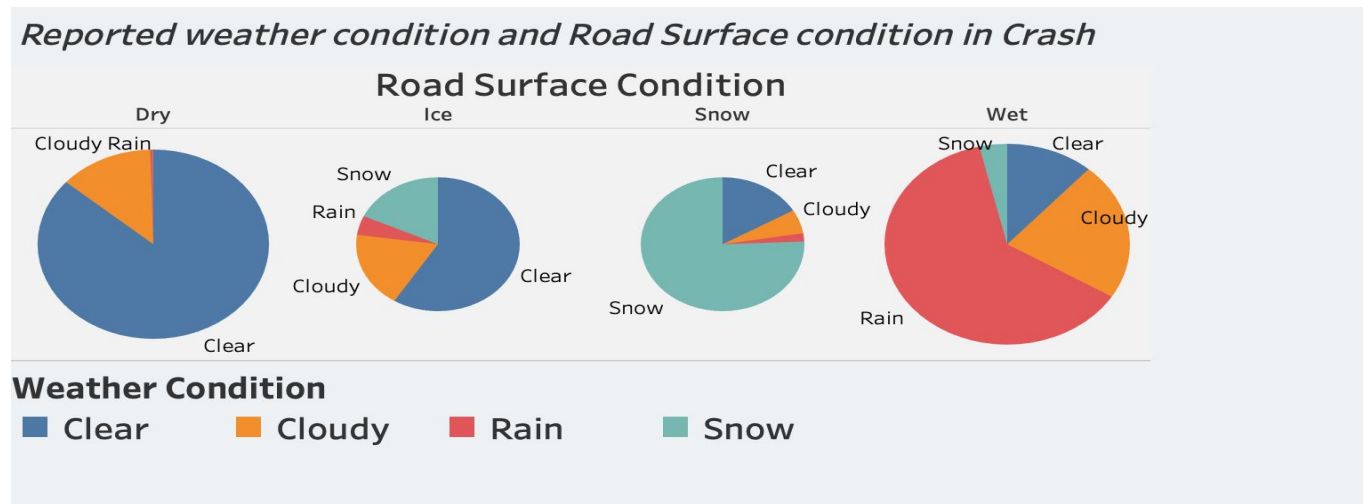 Reported weather condition and Road Surface condition in Crash
Road Surface Condition
Dry Ice Snow Wet
Cloudy Rain
Clear
Snow
Rain
Cloudy
Clear
Clear
Cloudy
Snow
Snow
Clear
Cloudy
Rain
Weather Condition
Clear Cloudy Rain Snow